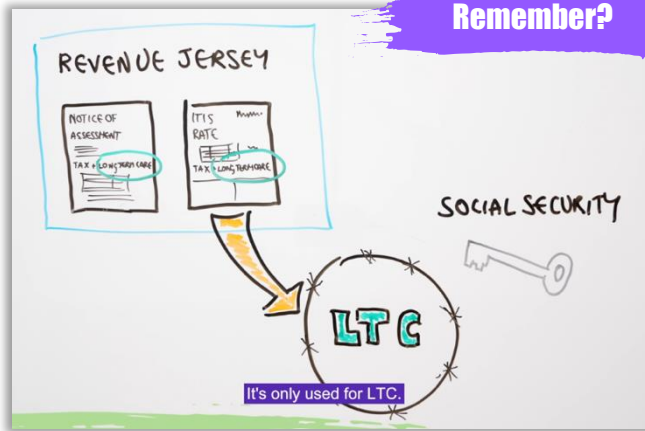 Remember?
REVENUE JERSEY
NOTICE OF
ASSESSMENT
TAX + LONG TERM CARE
ITIS
RATE
TAX + LONG TERM CARE
SOCIAL SECURITY
LTC
It's only used for LTC.